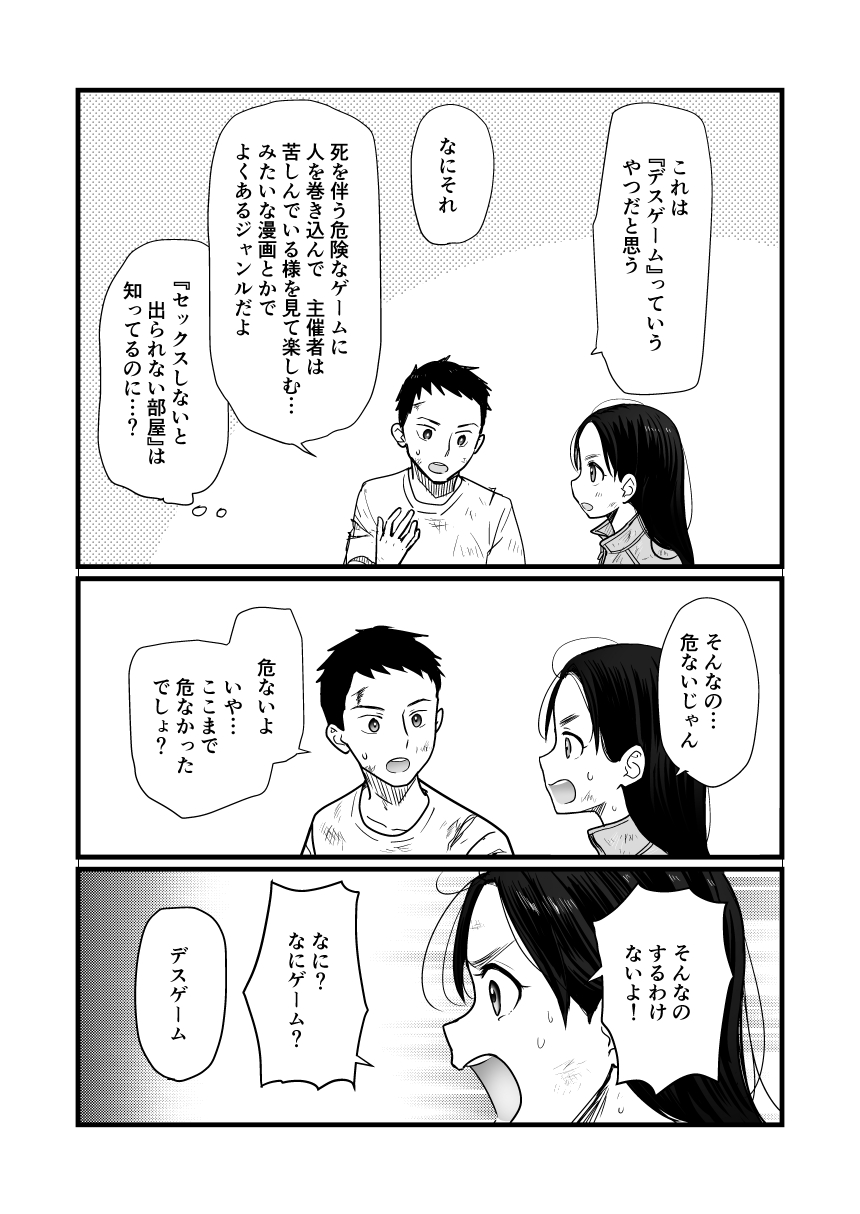 これは
『デスゲーム』っていう
やつだと思う
なにそれ
死を伴う危険なゲームに
人を巻き込んで　主催者は
苦しんでいる様を見て楽しむ…
みたいな漫画とかで
よくあるジャンルだよ
『セックスしないと
出られない部屋』は
知ってるのに…？
そんなの…
危ないじゃん
危ないよ
いや…
ここまで
危なかった
でしょ？
そんなの
するわけ
ないよ！
なに？
なにゲーム？
デスゲーム